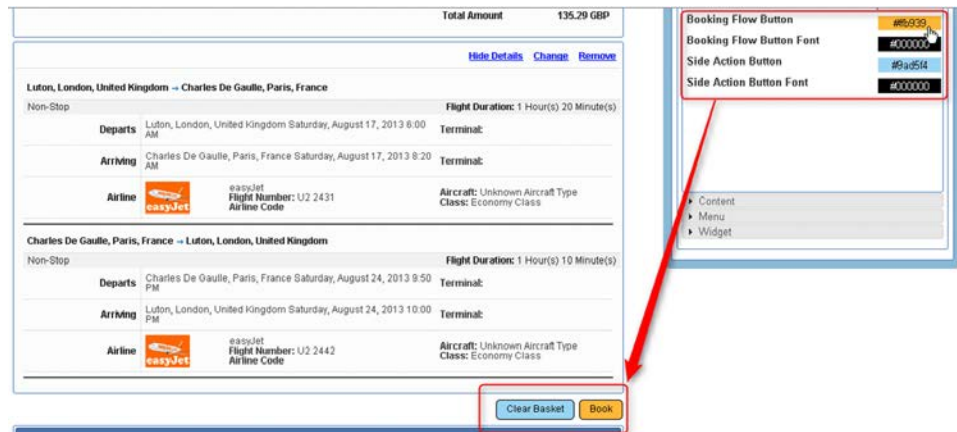 Total Amount 135.29 GBP
Hide Details Change Remove
Luton, London, United Kingdom → Charles De Gaulle, Paris, France
Non-Stop Flight Duration: 1 Hour(s) 20 Minute(s)
Departs Luton, London, United Kingdom Saturday, August 17, 2013 6:00 AM Terminal:
Arriving Charles De Gaulle, Paris, France Saturday, August 17, 2013 8:20 AM Terminal:
easyJet
Airline easyJet Flight Number: U2 2431 Airline Code
Aircraft: Unknown Aircraft Type
Class: Economy Class
Charles De Gaulle, Paris, France → Luton, London, United Kingdom
Non-Stop Flight Duration: 1 Hour(s) 10 Minute(s)
Departs Charles De Gaulle, Paris, France Saturday, August 24, 2013 9:50 PM Terminal:
Arriving Luton, London, United Kingdom Saturday, August 24, 2013 10:00 PM Terminal:
easyJet
Airline easyJet Flight Number: U2 2442 Airline Code
Aircraft: Unknown Aircraft Type
Class: Economy Class
Clear Basket Book
Booking Flow Button #ffb939
Booking Flow Button Font #000000
Side Action Button #9ad5f4
Side Action Button Font #000000
Content
Menu
Widget